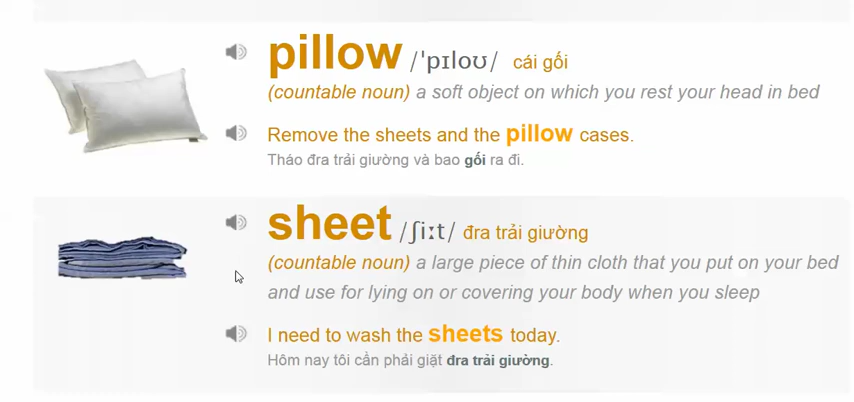 pillow /ˈpɪloʊ/ cái gối
(countable noun) a soft object on which you rest your head in bed
Remove the sheets and the pillow cases.
Tháo đra trải giường và bao gối ra đi.
sheet /ʃiːt/ đra trải giường
(countable noun) a large piece of thin cloth that you put on your bed
and use for lying on or covering your body when you sleep
I need to wash the sheets today.
Hôm nay tôi cần phải giặt đra trải giường.